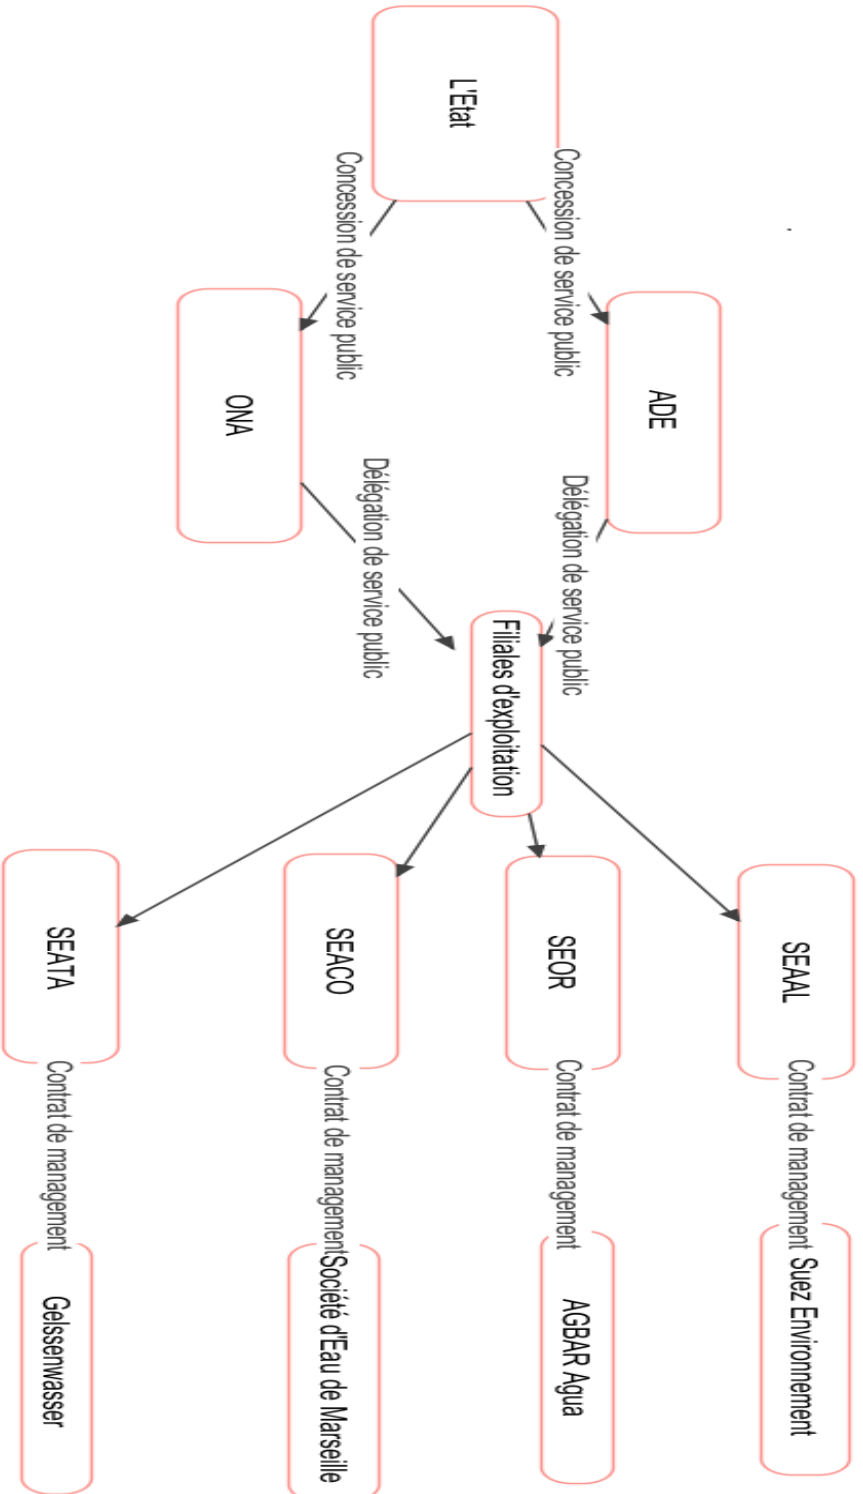 L'Etat
Concession de service public
Concession de service public
ADE
ONA
Délégation de service public
Délégation de service public
Filiales d'exploitation
SEAAL
SEOR
SEACO
SEATA
Contrat de management
Contrat de management
Contrat de management
Contrat de management
Suez Environnement
AGBAR Agua
Société d'Eau de Marseille
Gelssenwasser